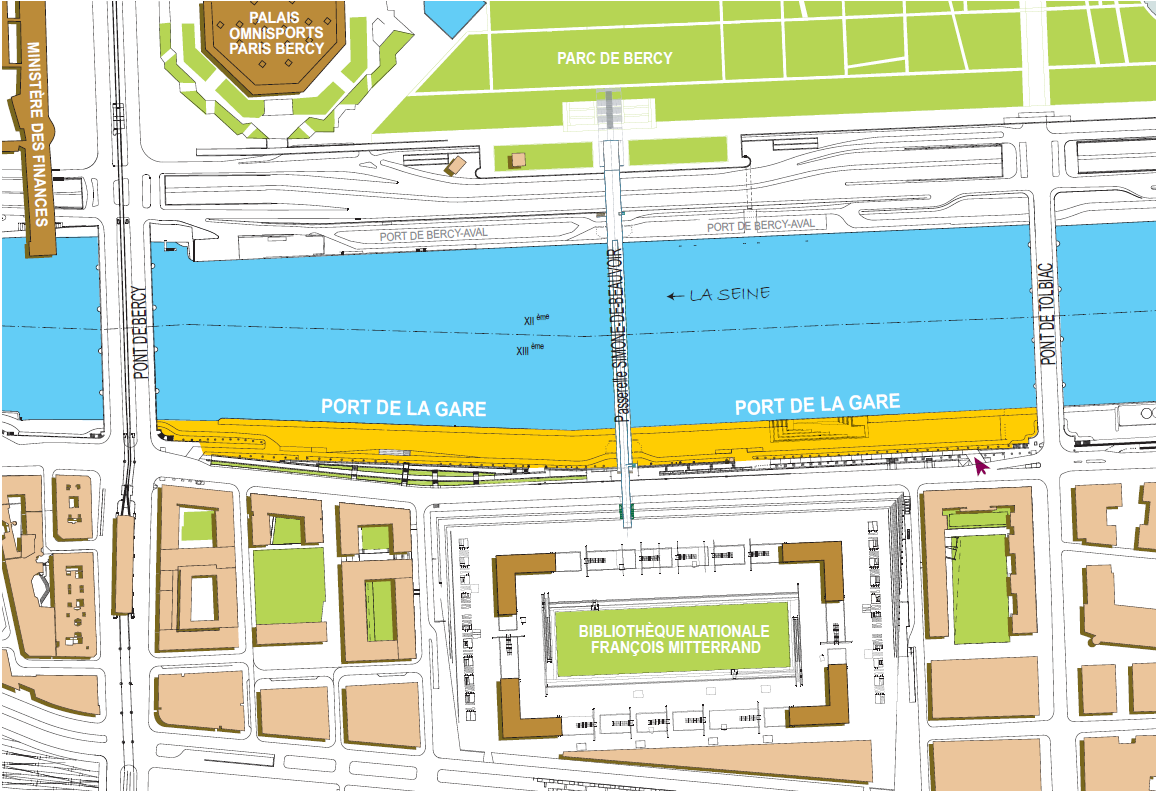 PALAIS
OMNISPORTS
PARIS BERCY
MINISTÈRE DES FINANCES
PARC DE BERCY
PORT DE BERCY-AVAL
PORT DE BERCY-AVAL
Passerelle SIMONE-DE-BEAUVOIR
← LA SEINE
PONT DE BERCY
PONT DE TOLBIAC
XII ème
XIII ème
PORT DE LA GARE
PORT DE LA GARE
BIBLIOTHÈQUE NATIONALE
FRANÇOIS MITTERRAND